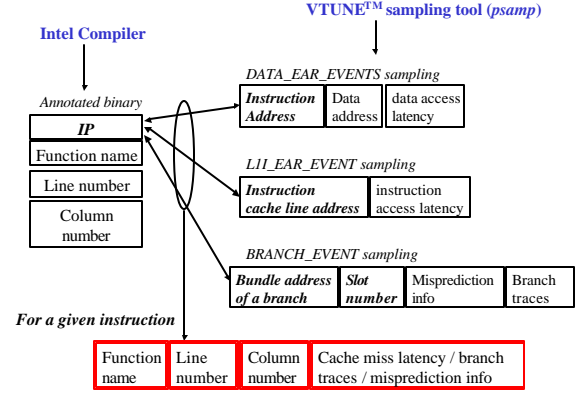 VTUNE™ sampling tool (psamp)
Intel Compiler
DATA_EAR_EVENTS sampling
Annotated binary
Instruction Address
Data address
data access latency
IP
Function name
Line number
Column number
L1I_EAR_EVENT sampling
Instruction cache line address
instruction access latency
BRANCH_EVENT sampling
Bundle address of a branch
Slot number
Misprediction info
Branch traces
For a given instruction
Function name
Line number
Column number
Cache miss latency / branch traces / misprediction info